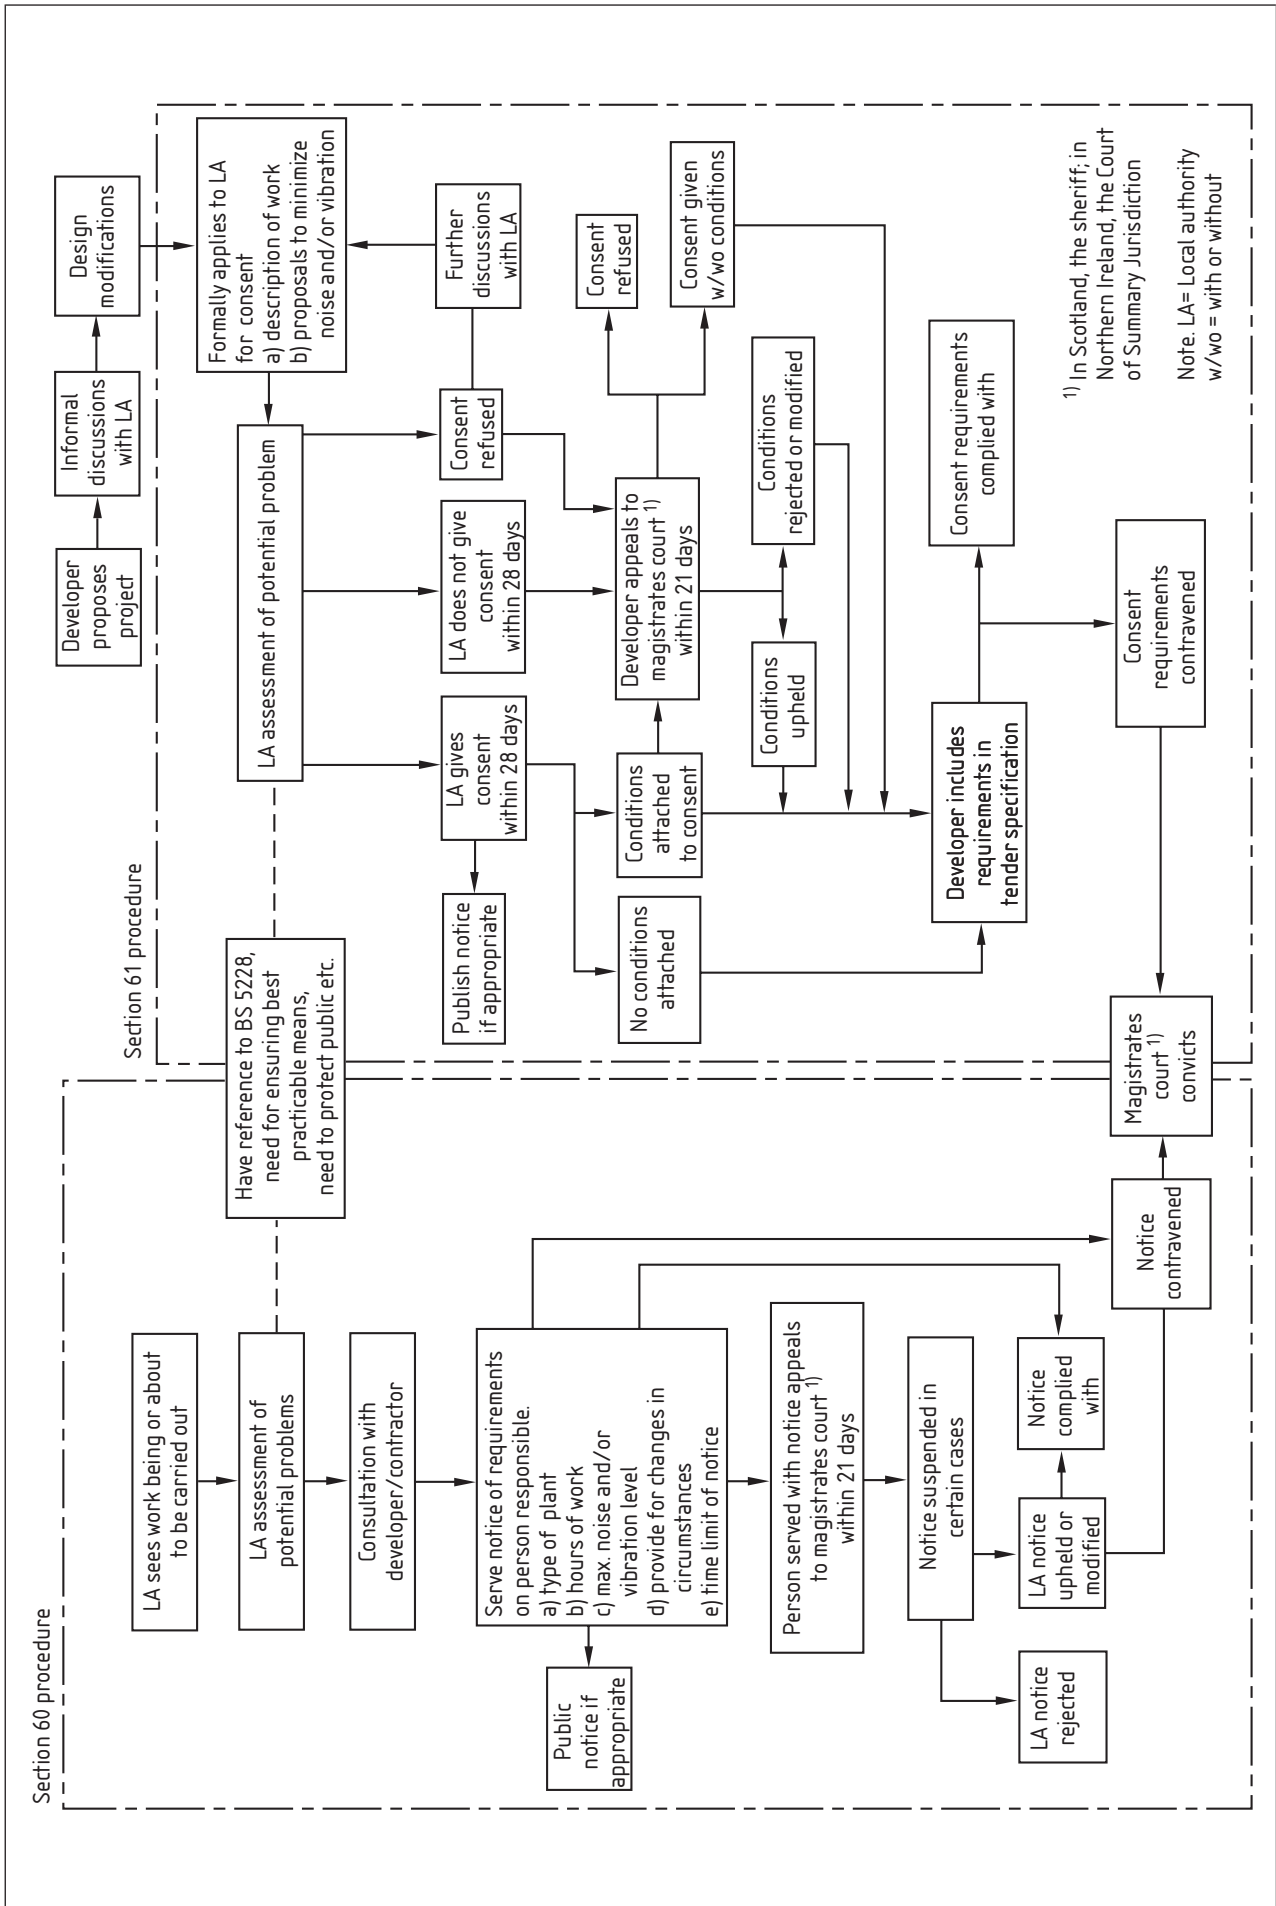 Section 60 procedure
LA sees work being or about
to be carried out
LA assessment of
potential problems
Consultation with
developer/contractor
Serve notice of requirements
on person responsible.
a) type of plant
b) hours of work
c) max. noise and/or
vibration level
d) provide for changes in
circumstances
e) time limit of notice
Public
notice if
appropriate
Person served with notice appeals
to magistrates court 1)
within 21 days
Notice suspended in
certain cases
LA notice
rejected
LA notice
upheld or
modified
Notice
complied
with
Notice
contravened
Have reference to BS 5228,
need for ensuring best
practicable means,
need to protect public etc.
Magistrates
court 1)
convicts
Section 61 procedure
Developer
proposes
project
Informal
discussions
with LA
Design
modifications
Formally applies to LA
for consent
a) description of work
b) proposals to minimize
noise and/or vibration
LA assessment of potential problem
LA gives
consent
within 28 days
LA does not give
consent
within 28 days
Consent
refused
Further
discussions
with LA
Publish notice
if appropriate
No conditions
attached
Conditions
attached
to consent
Developer appeals to
magistrates court 1)
within 21 days
Consent
refused
Consent given
w/wo conditions
Conditions
upheld
Conditions
rejected or modified
Developer includes
requirements in
tender specification
Consent requirements
complied with
Consent
requirements
contravened
1) In Scotland, the sheriff; in
Northern Ireland, the Court
of Summary Jurisdiction
Note. LA= Local authority
w/wo = with or without